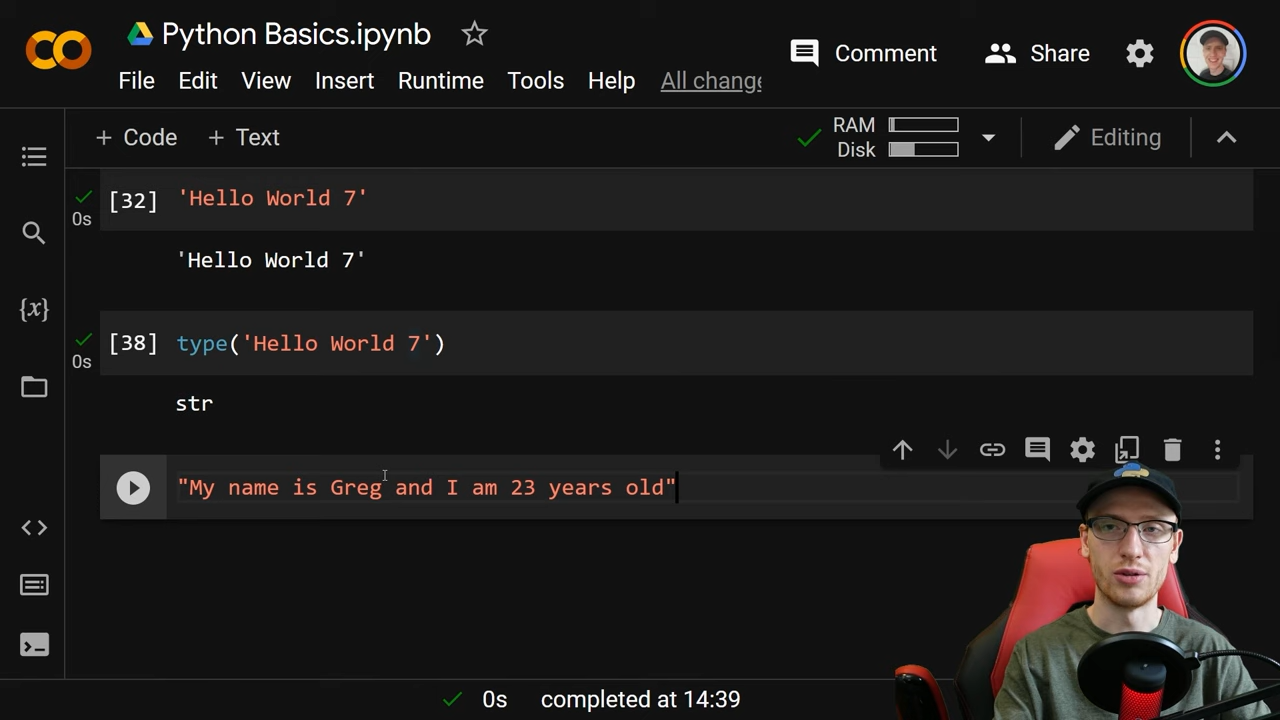 Python Basics.ipynb
Comment
Share
File Edit View Insert Runtime Tools Help All change
+ Code + Text
RAM
Disk
Editing
[32] 'Hello World 7'
0s
'Hello World 7'
[38] type('Hello World 7')
0s
str
"My name is Greg and I am 23 years old"
0s completed at 14:39